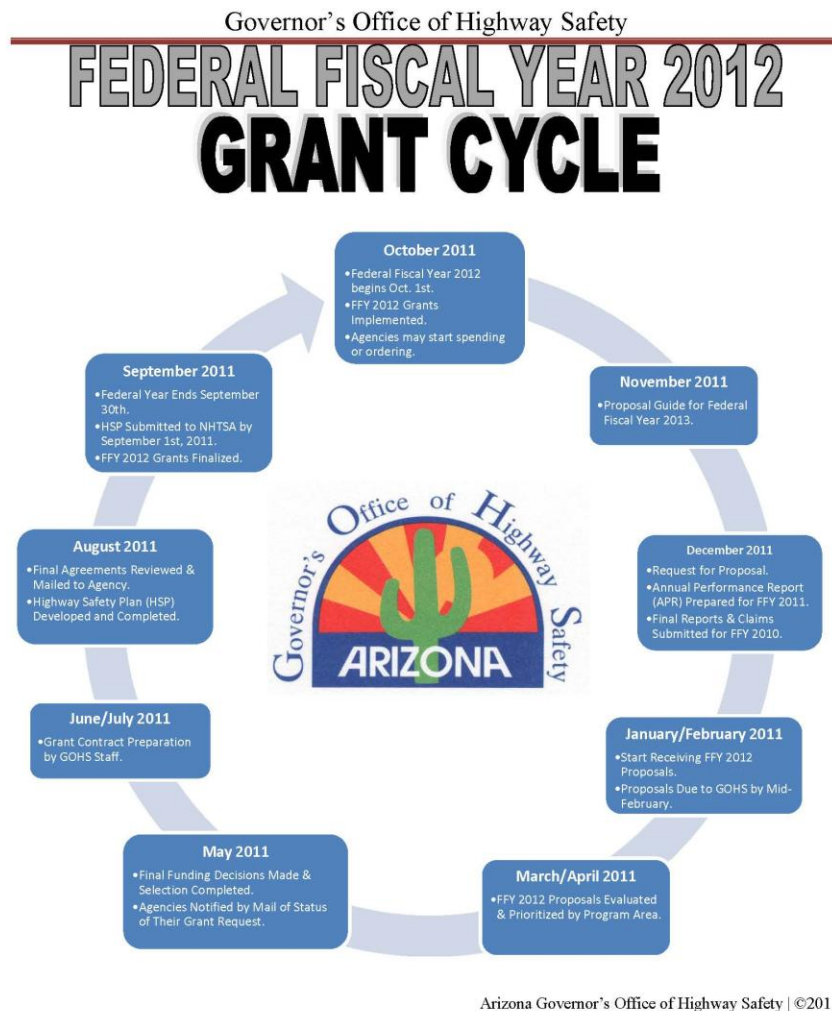 Governor's Office of Highway Safety
FEDERAL FISCAL YEAR 2012
GRANT CYCLE
October 2011
•Federal Fiscal Year 2012
begins Oct. 1st.
•FFY 2012 Grants
Implemented.
•Agencies may start spending
or ordering.
November 2011
•Proposal Guide for Federal
Fiscal Year 2013.
December 2011
•Request for Proposal.
•Annual Performance Report
(APR) Prepared for FFY 2011.
•Final Reports & Claims
Submitted for FFY 2010.
January/February 2011
•Start Receiving FFY 2012
Proposals.
•Proposals Due to GOHS by Mid-
February.
March/April 2011
•FFY 2012 Proposals Evaluated
& Prioritized by Program Area.
May 2011
•Final Funding Decisions Made &
Selection Completed.
•Agencies Notified by Mail of Status
of Their Grant Request.
June/July 2011
•Grant Contract Preparation
by GOHS Staff.
August 2011
•Final Agreements Reviewed &
Mailed to Agency.
•Highway Safety Plan (HSP)
Developed and Completed.
September 2011
•Federal Year Ends September
30th.
•HSP Submitted to NHTSA by
September 1st, 2011.
•FFY 2012 Grants Finalized.
Governor's Office of Highway Safety
ARIZONA
Arizona Governor's Office of Highway Safety | ©201